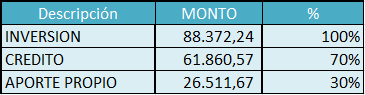 Descripción MONTO %
INVERSION 88.372,24 100%
CREDITO 61.860,57 70%
APORTE PROPIO 26.511,67 30%